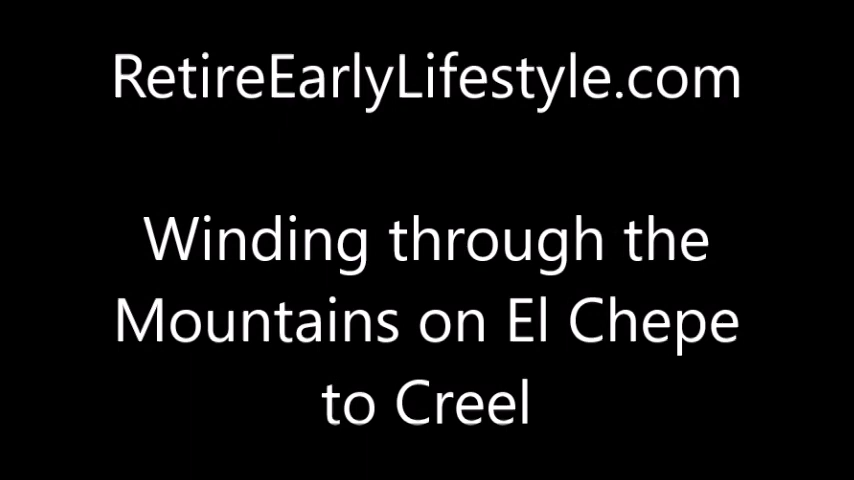 RetireEarlyLifestyle.com
Winding through the
Mountains on El Chepe
to Creel